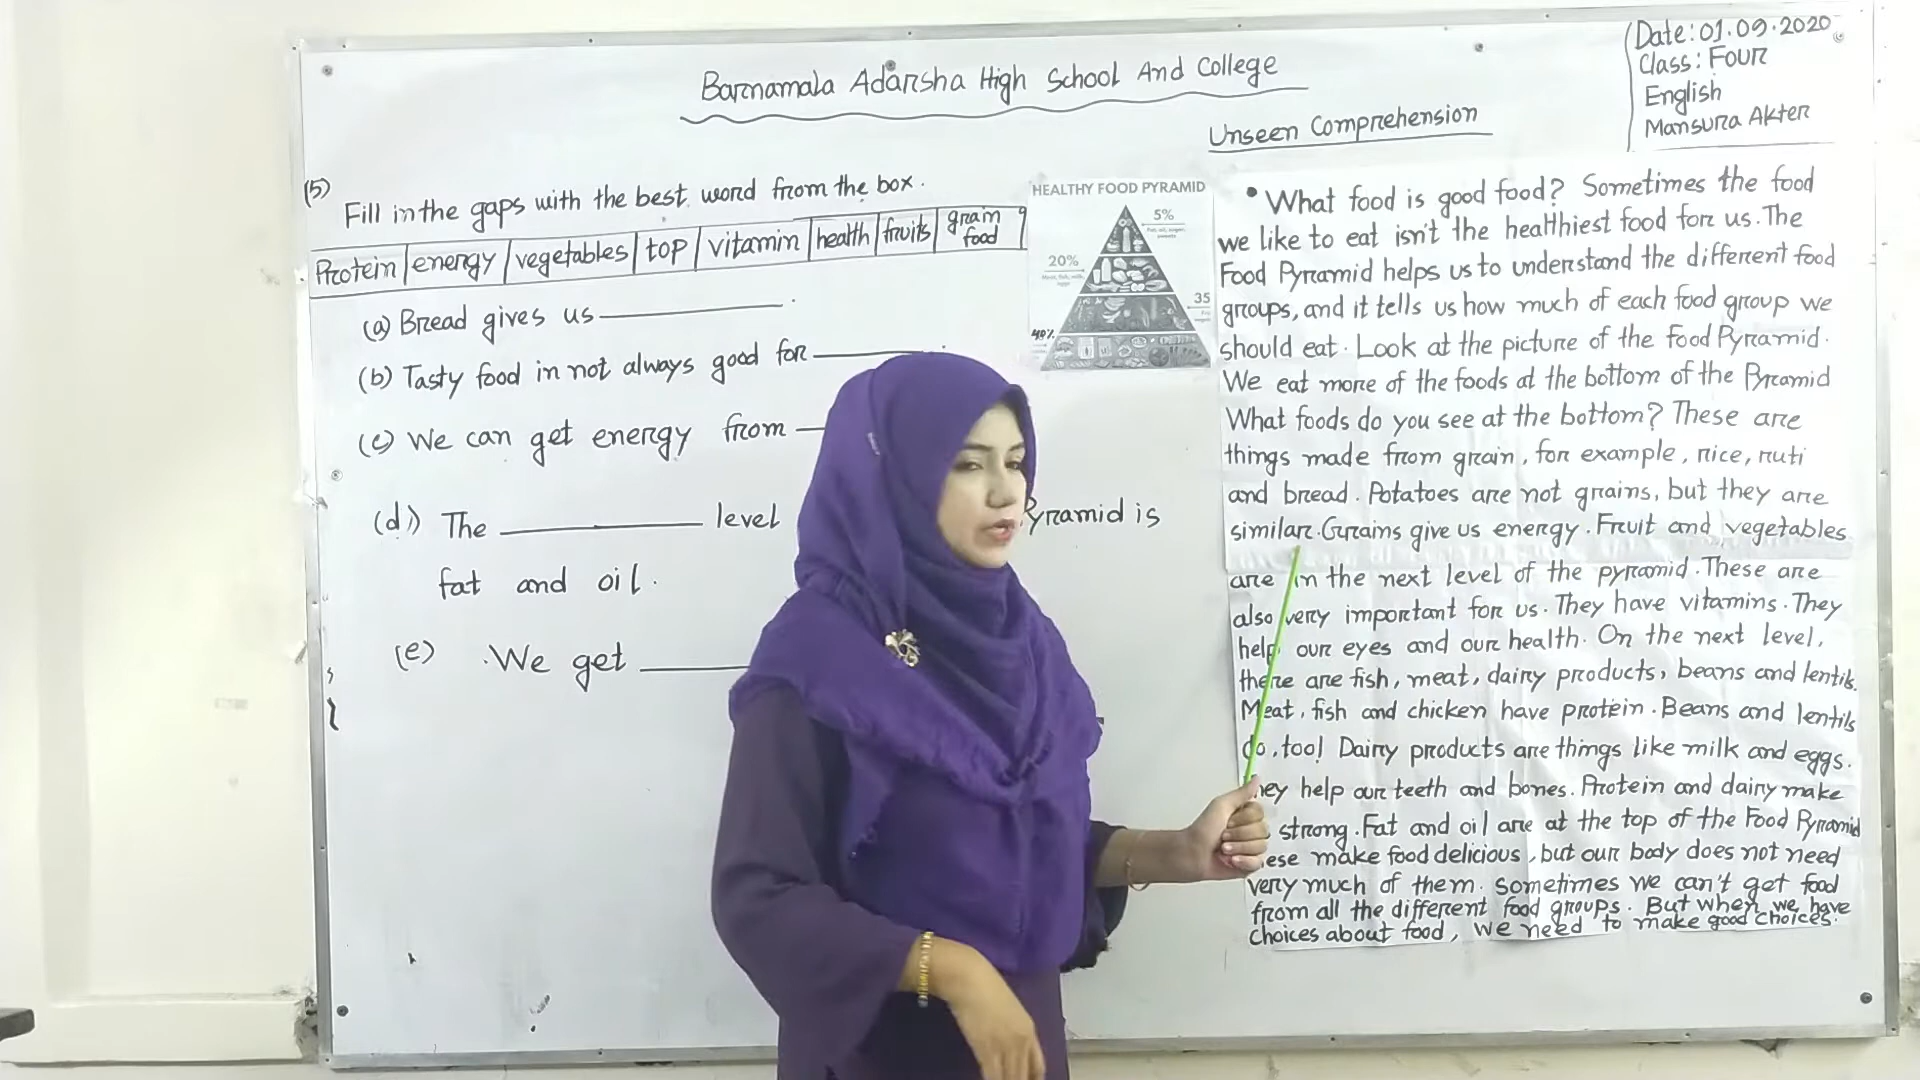 Barnamala Adarsha High School And College
Date: 01.09.2020
Class: Four
English
Mansura Akter
Unseen Comprehension
(5) Fill in the gaps with the best word from the box.
Protein energy vegetables top vitamin health fruits grain food
(a) Bread gives us
(b) Tasty food in not always good for
(c) We can get energy from
(d) The level Pyramid is
fat and oil.
(e) We get
HEALTHY FOOD PYRAMID
5%
20%
35
40%
• What food is good food? Sometimes the food
we like to eat isn't the healthiest food for us. The
Food Pyramid helps us to understand the different food
groups, and it tells us how much of each food group we
should eat. Look at the picture of the Food Pyramid.
We eat more of the foods at the bottom of the Pyramid
What foods do you see at the bottom? These are
things made from grain, for example, rice, ruti
and bread. Potatoes are not grains, but they are
similar. Grains give us energy. Fruit and vegetables
are in the next level of the pyramid. These are
also very important for us. They have vitamins. They
help our eyes and our health. On the next level,
there are fish, meat, dairy products, beans and lentils.
Meat, fish and chicken have protein. Beans and lentils
do, too! Dairy products are things like milk and eggs.
hey help our teeth and bones. Protein and dairy make
strong. Fat and oil are at the top of the Food Pyramid
ese make food delicious, but our body does not need
very much of them. Sometimes we can't get food
from all the different food groups. But when we have
choices about food, we need to make good choices.